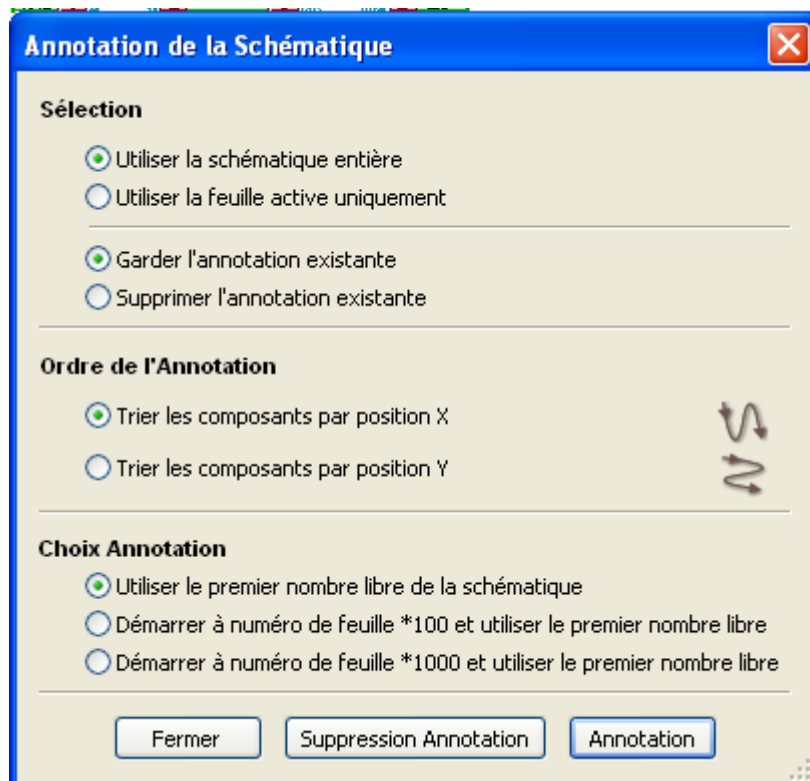 Annotation de la Schématique
Sélection
Utiliser la schématique entière
Utiliser la feuille active uniquement
Garder l'annotation existante
Supprimer l'annotation existante
Ordre de l'Annotation
Trier les composants par position X
Trier les composants par position Y
Choix Annotation
Utiliser le premier nombre libre de la schématique
Démarrer à numéro de feuille *100 et utiliser le premier nombre libre
Démarrer à numéro de feuille *1000 et utiliser le premier nombre libre
Fermer Suppression Annotation Annotation